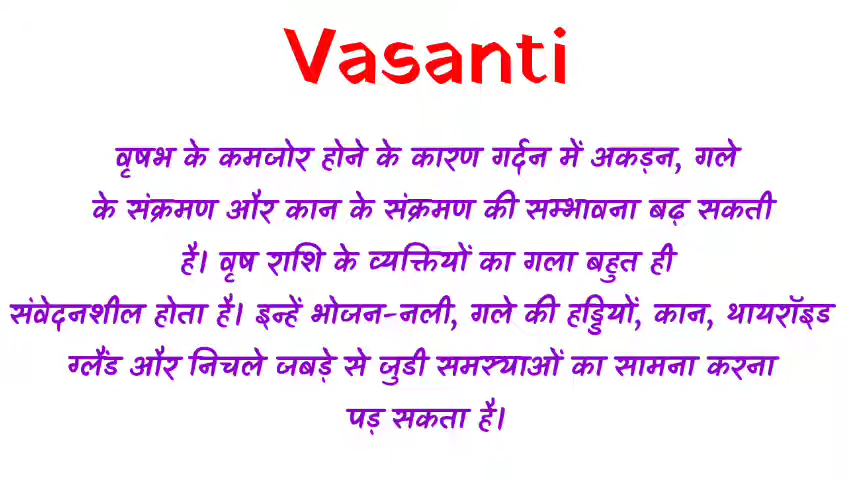 Vasanti
वृषभ के कमजोर होने के कारण गर्दन में अकड़न, गले
के संक्रमण और कान के संक्रमण की सम्भावना बढ़ सकती
है। वृष राशि के व्यक्तियों का गला बहुत ही
संवेदनशील होता है। इन्हें भोजन-नली, गले की हड्डियों, कान, थायरॉइड
ग्लैंड और निचले जबड़े से जुडी समस्याओं का सामना करना
पड़ सकता है।